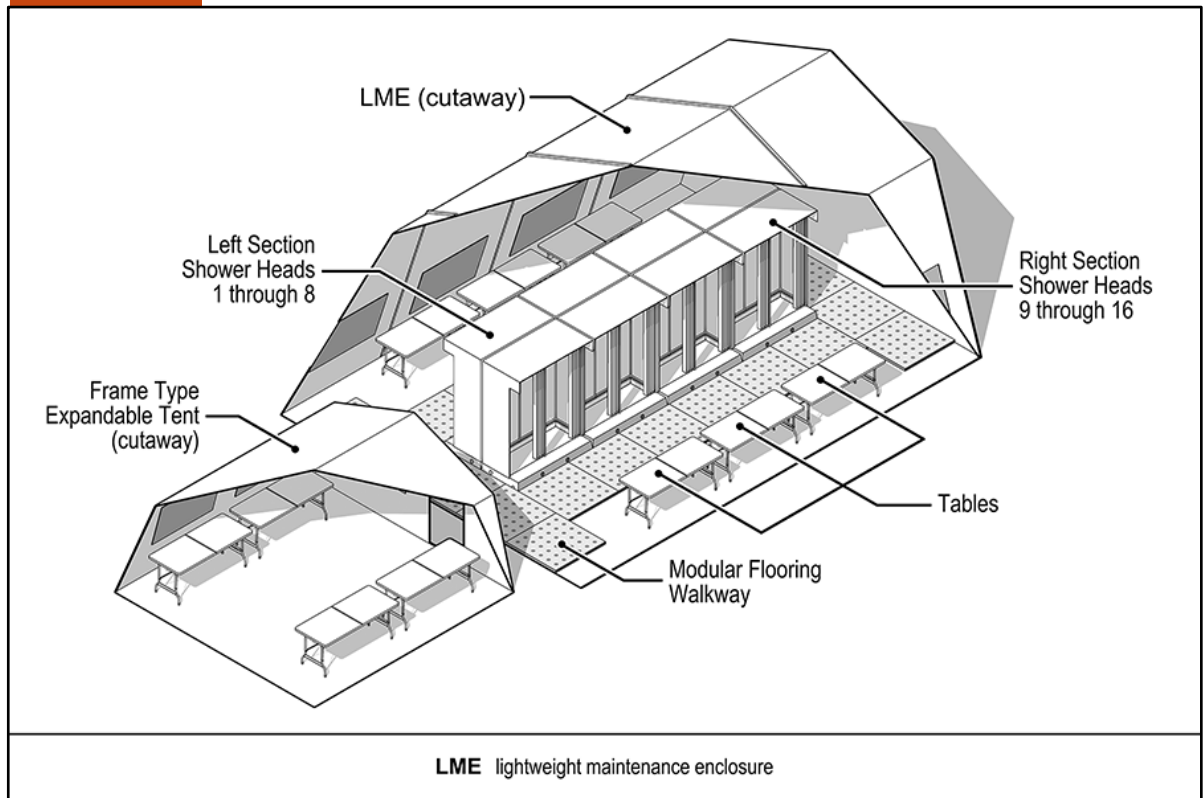 LME (cutaway)
Left Section
Shower Heads
1 through 8
Right Section
Shower Heads
9 through 16
Frame Type
Expandable Tent
(cutaway)
Tables
Modular Flooring
Walkway
LME lightweight maintenance enclosure